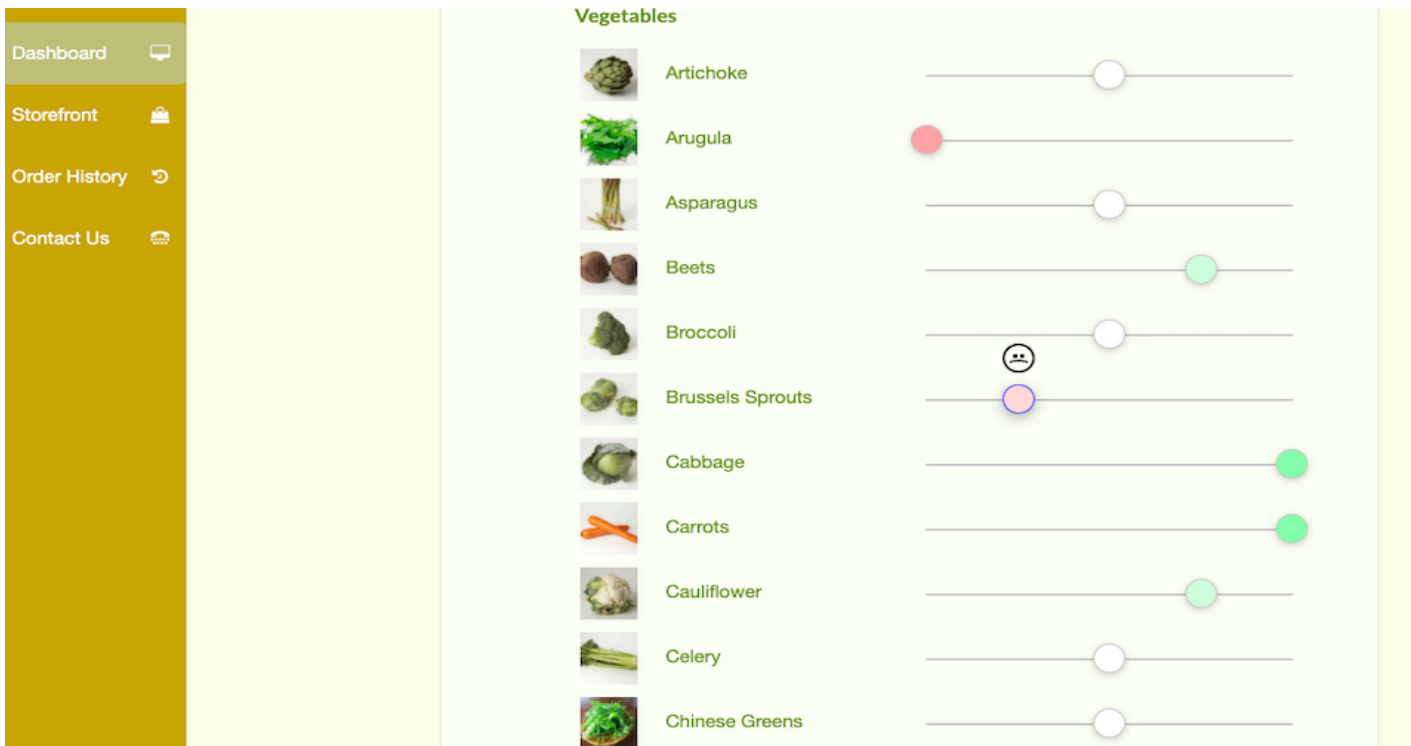 Dashboard
Storefront
Order History
Contact Us
Vegetables
Artichoke
Arugula
Asparagus
Beets
Broccoli
Brussels Sprouts
Cabbage
Carrots
Cauliflower
Celery
Chinese Greens